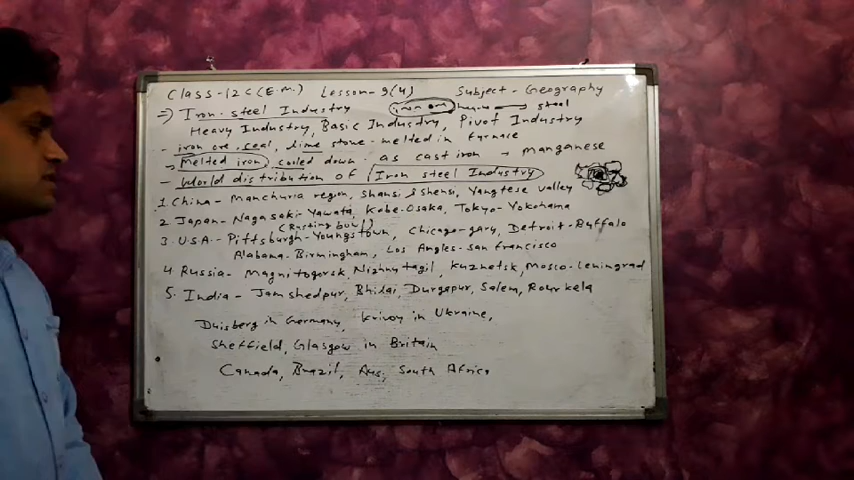 Class-12 C (E.M.) Lesson-9(4) Subject - Geography
=> Iron-steel Industry iron ore steel
Heavy Industry, Basic Industry, Pivot Industry
- iron ore, coal, lime stone - melted in furnace
→ Melted iron cooled down as cast iron → manganese
- World distribution of Iron steel Industry
1. China - Manchuria region, Shansi & Shensi, Yangtese valley
2 Japan - Nagasaki-Yawata, Kobe-Osaka, Tokyo-Yokohama
(Rusting bowl)
3. U.S.A - Pittsburgh-Youngstown, Chicago-gary, Detroit-Buffalo
Alabama-Birmingham, Los Angles-San francisco
4. Russia - Magnitogorsk, Nizhny tagil, Kuznetsk, Mosco-Leningrad
5. India - Jamshedpur, Bhilai, Durgapur, Salem, Rourkela
Duisberg in Germany, Krivoy in Ukraine,
Sheffield, Glasgow in Britain
Canada, Brazil, Aus, South Africa